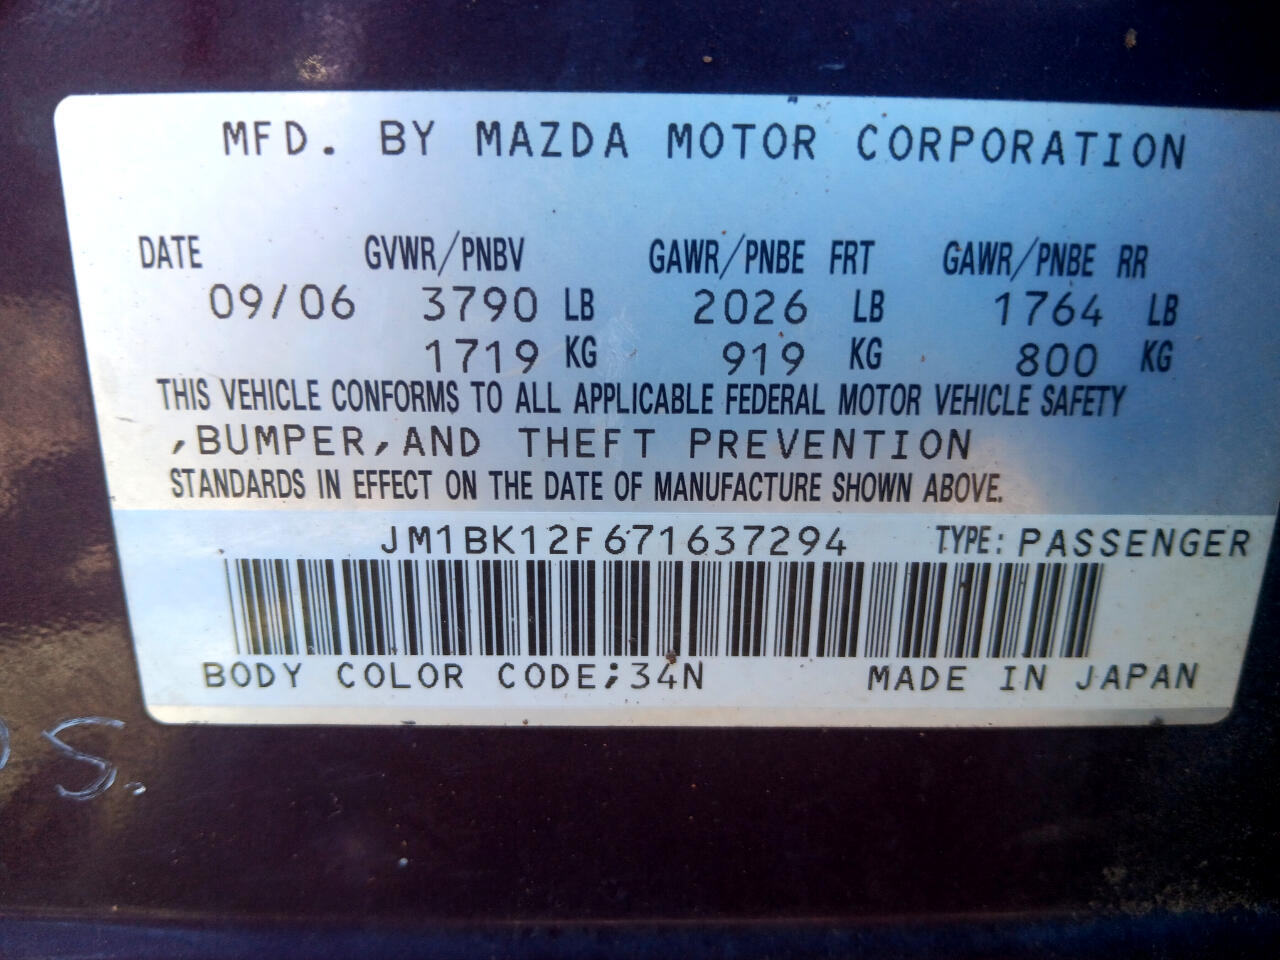 MFD. BY MAZDA MOTOR CORPORATION
DATE GVWR/PNBV GAWR/PNBE FRT GAWR/PNBE RR
09/06 3790 LB 2026 LB 1764 LB
1719 KG 919 KG 800 KG
THIS VEHICLE CONFORMS TO ALL APPLICABLE FEDERAL MOTOR VEHICLE SAFETY
,BUMPER,AND THEFT PREVENTION
STANDARDS IN EFFECT ON THE DATE OF MANUFACTURE SHOWN ABOVE.
JM1BK12F671637294 TYPE: PASSENGER
BODY COLOR CODE;34N MADE IN JAPAN